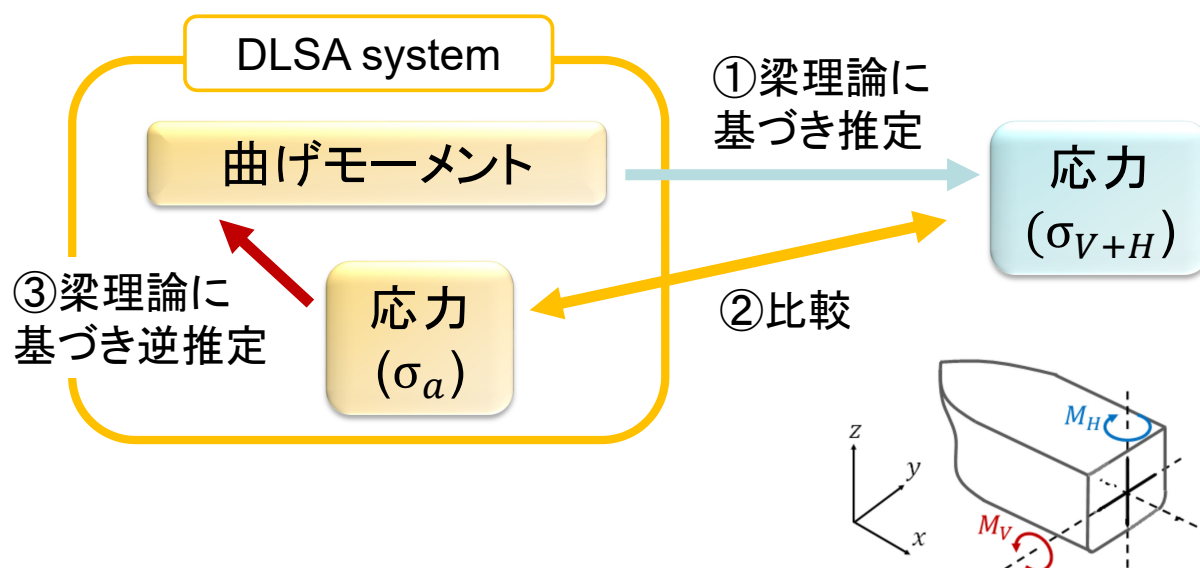 DLSA system
①梁理論に
基づき推定
曲げモーメント
応力
(σ_{V+H})
③梁理論に
基づき逆推定
応力
(σ_a)
②比較
z
y
x
M_H
M_V